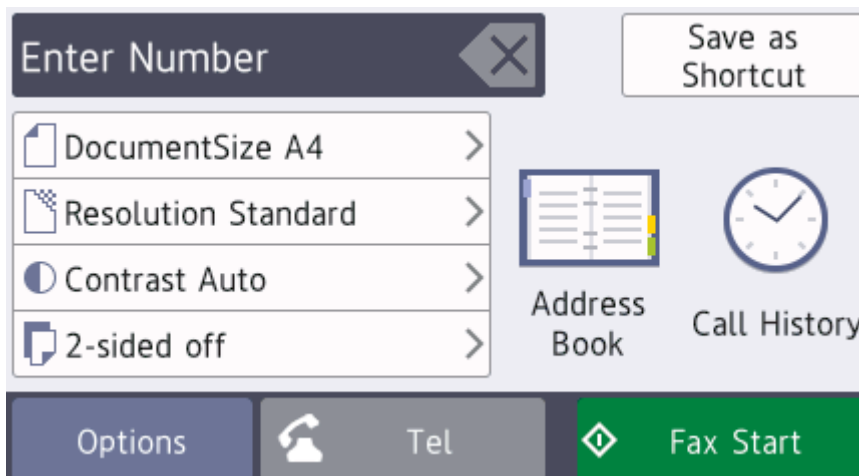 Enter Number
Save as
Shortcut
DocumentSize A4
Resolution Standard
Contrast Auto
2-sided off
Address
Book
Call History
Options
Tel
Fax Start